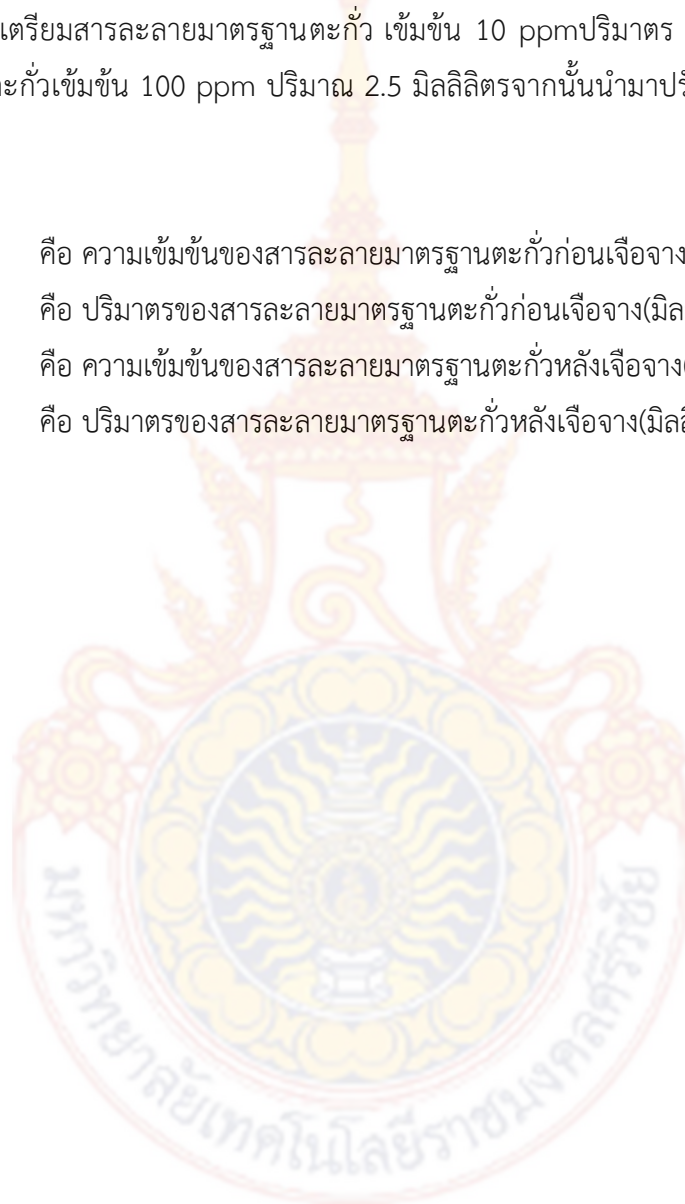 เตรียมสารละลายมาตรฐานตะกั่ว เข้มข้น 10 ppmปริมาตร
ะกั่วเข้มข้น 100 ppm ปริมาณ 2.5 มิลลิลิตรจากนั้นนำมาปรั
คือ ความเข้มข้นของสารละลายมาตรฐานตะกั่วก่อนเจือจาง
คือ ปริมาตรของสารละลายมาตรฐานตะกั่วก่อนเจือจาง(มิล
คือ ความเข้มข้นของสารละลายมาตรฐานตะกั่วหลังเจือจาง(
คือ ปริมาตรของสารละลายมาตรฐานตะกั่วหลังเจือจาง(มิลลิ
มหาวิทยาลัยเทคโนโลยีราชมงคลศรีวิชัย